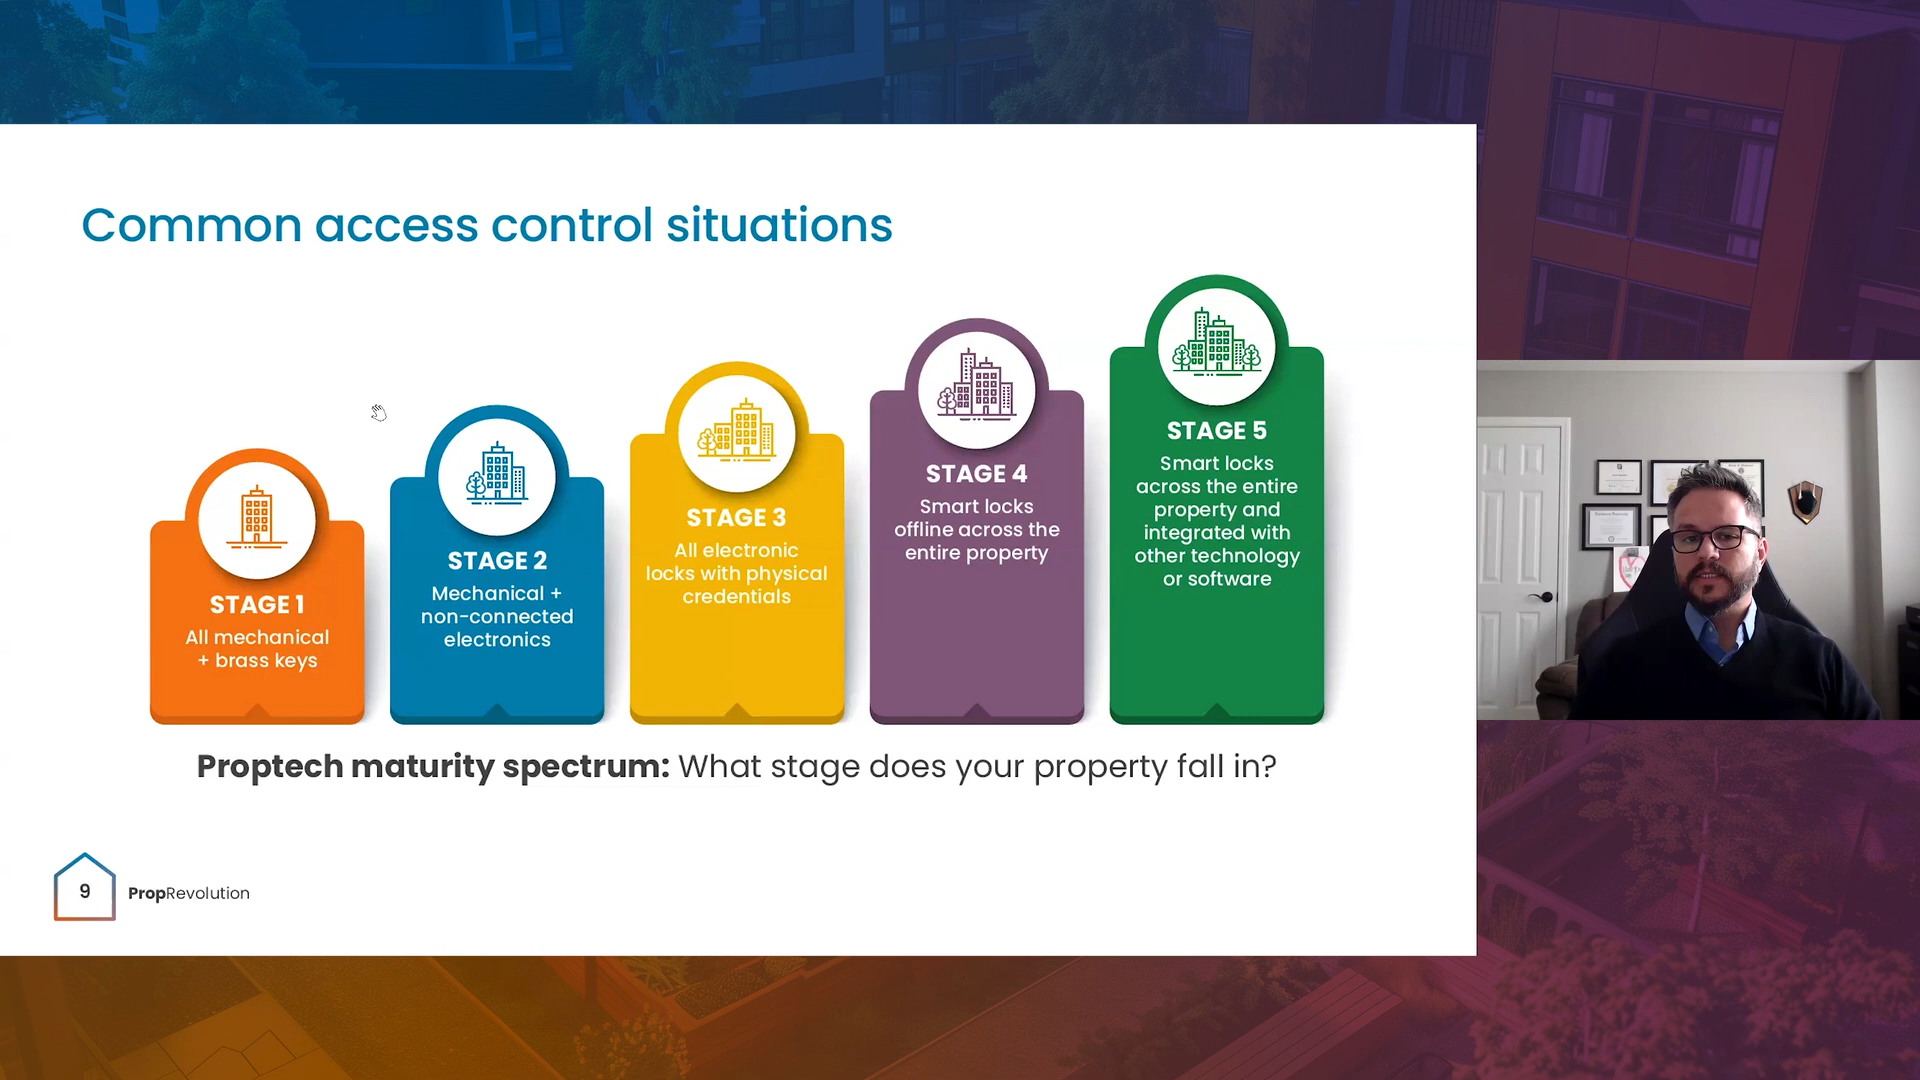 Common access control situations
STAGE 1
All mechanical
+ brass keys
STAGE 2
Mechanical +
non-connected
electronics
STAGE 3
All electronic
locks with physical
credentials
STAGE 4
Smart locks
offline across the
entire property
STAGE 5
Smart locks
across the entire
property and
integrated with
other technology
or software
Proptech maturity spectrum: What stage does your property fall in?
9
PropRevolution